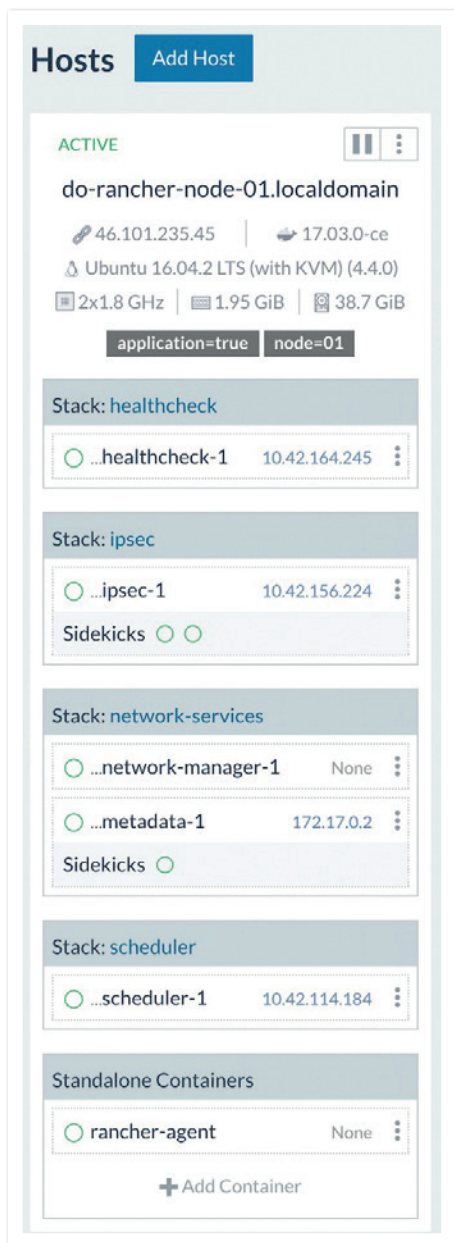 Hosts Add Host
ACTIVE
do-rancher-node-01.localdomain
46.101.235.45 17.03.0-ce
Ubuntu 16.04.2 LTS (with KVM) (4.4.0)
2x1.8 GHz 1.95 GiB 38.7 GiB
application=true node=01
Stack: healthcheck
...healthcheck-1 10.42.164.245
Stack: ipsec
...ipsec-1 10.42.156.224
Sidekicks
Stack: network-services
...network-manager-1 None
...metadata-1 172.17.0.2
Sidekicks
Stack: scheduler
...scheduler-1 10.42.114.184
Standalone Containers
rancher-agent None
Add Container